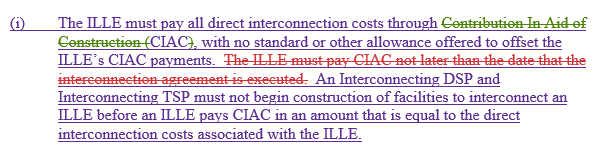 (i) The ILLE must pay all direct interconnection costs through Contribution In Aid of
Construction (CIAC), with no standard or other allowance offered to offset the
ILLE's CIAC payments. The ILLE must pay CIAC not later than the date that the
interconnection agreement is executed. An Interconnecting DSP and
Interconnecting TSP must not begin construction of facilities to interconnect an
ILLE before an ILLE pays CIAC in an amount that is equal to the direct
interconnection costs associated with the ILLE.